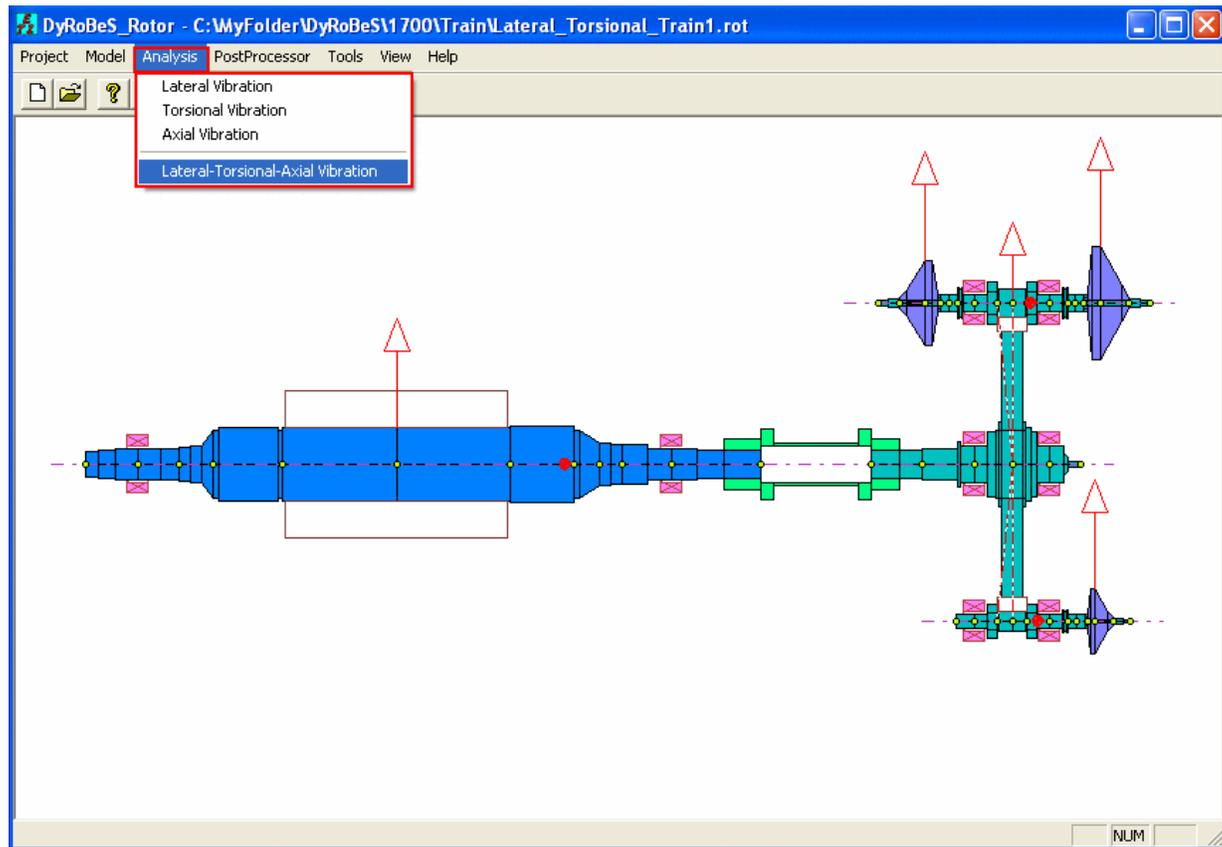 DyRoBeS_Rotor - C:\MyFolder\DyRoBeS\1700\Train\Lateral_Torsional_Train1.rot
Project Model Analysis PostProcessor Tools View Help
Lateral Vibration
Torsional Vibration
Axial Vibration
Lateral-Torsional-Axial Vibration
NUM